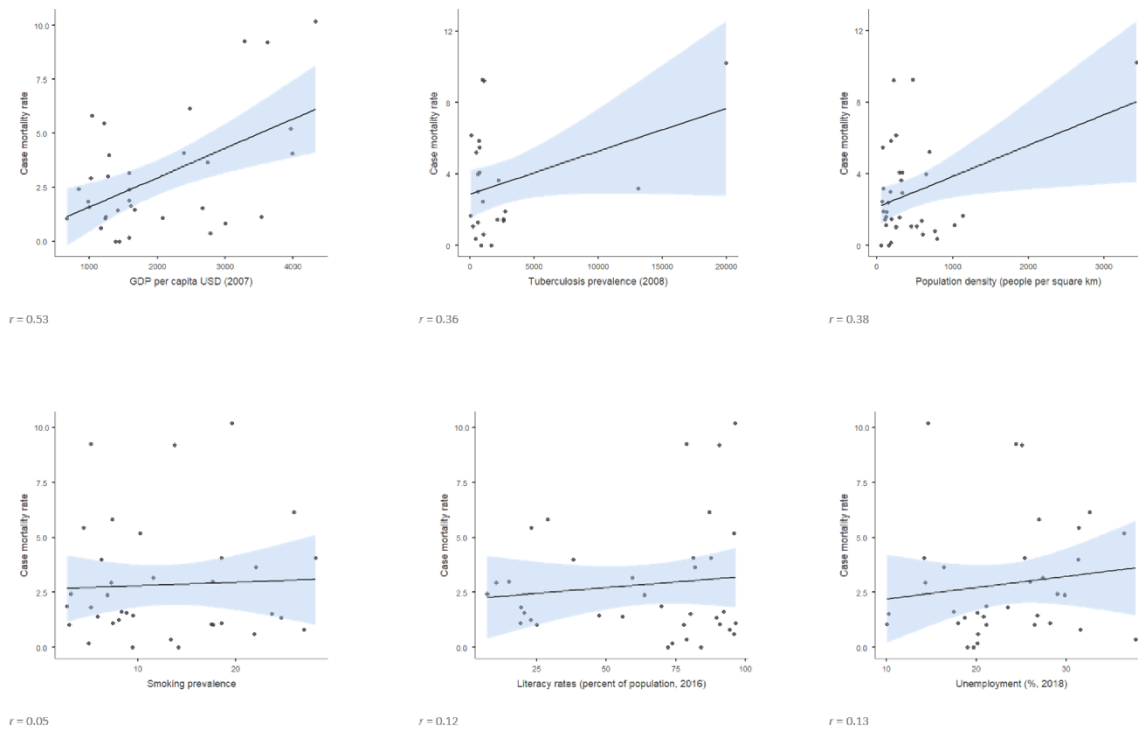 10.0
7.5
5.0
2.5
0.0
Case mortality rate
1000
2000
3000
4000
GDP per capita USD (2007)
r = 0.53
12
8
4
0
Case mortality rate
0
5000
10000
15000
20000
Tuberculosis prevalence (2008)
r = 0.36
12
8
4
0
Case mortality rate
0
1000
2000
3000
Population density (people per square km)
r = 0.38
10.0
7.5
5.0
2.5
0.0
Case mortality rate
10
20
Smoking prevalence
r = 0.05
10.0
7.5
5.0
2.5
0.0
Case mortality rate
25
50
75
100
Literacy rates (percent of population, 2016)
r = 0.12
10.0
7.5
5.0
2.5
0.0
Case mortality rate
10
20
30
Unemployment (%, 2018)
r = 0.13